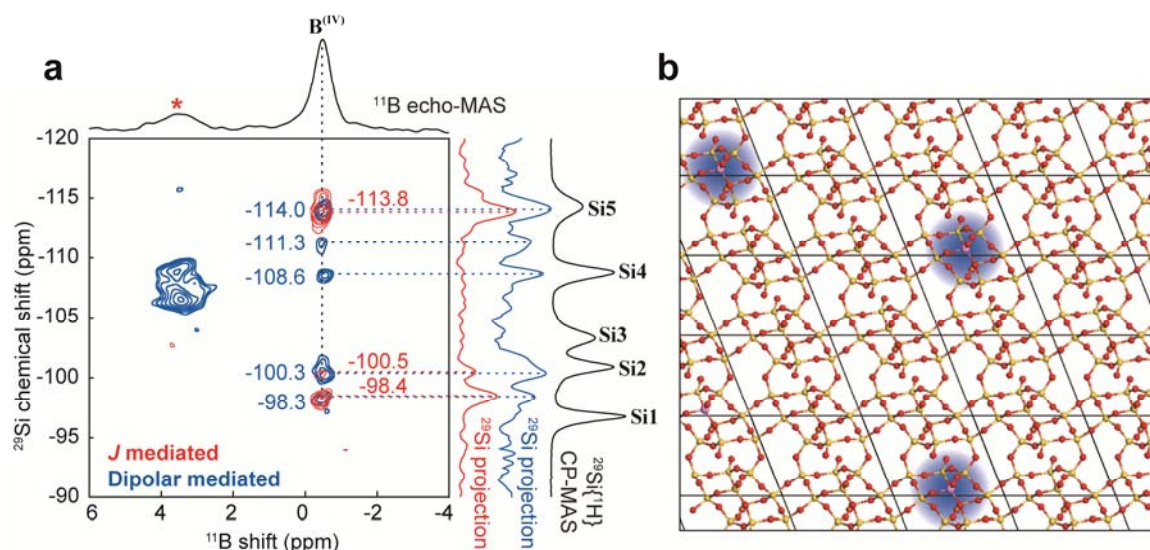 a
b
B(IV)
*
11B echo-MAS
-120
-115
-110
-105
-100
-95
-90
29Si chemical shift (ppm)
6
4
2
0
-2
-4
11B shift (ppm)
-114.0
-113.8
-111.3
-108.6
-100.5
-100.3
-98.4
-98.3
J mediated
Dipolar mediated
29Si projection
29Si projection
29Si{1H}
CP-MAS
Si5
Si4
Si3
Si2
Si1